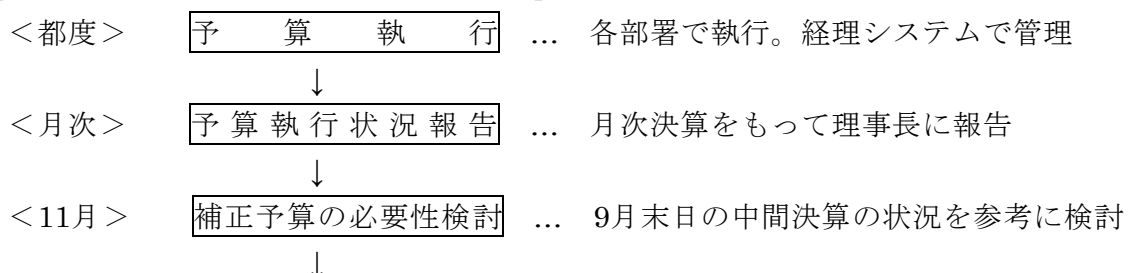 <都度> 予算執行 … 各部署で執行。経理システムで管理
↓
<月次> 予算執行状況報告 … 月次決算をもって理事長に報告
↓
<11月> 補正予算の必要性検討 … 9月末日の中間決算の状況を参考に検討
↓